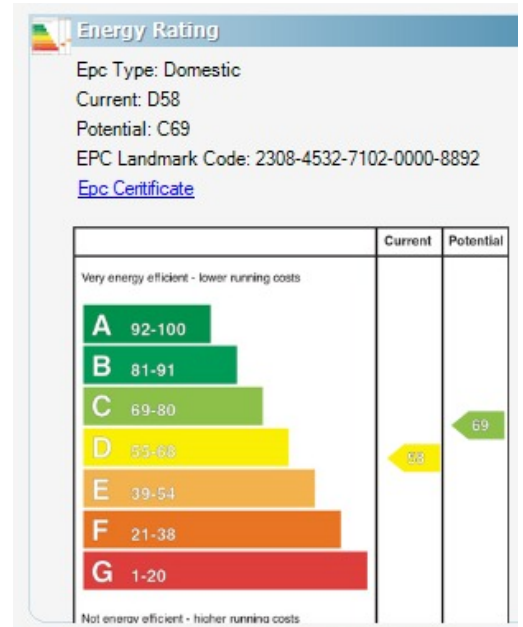 Energy Rating
Epc Type: Domestic
Current: D58
Potential: C69
EPC Landmark Code: 2308-4532-7102-0000-8892
Epc Ceritificate
Current Potential
Very energy efficient - lower running costs
A 92-100
B 81-91
C 69-80
69
D 55-68
58
E 39-54
F 21-38
G 1-20
Not energy efficient - higher running costs